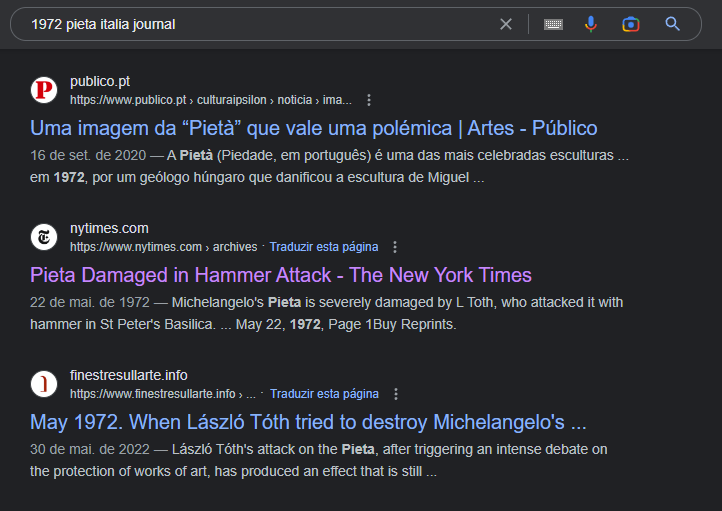 1972 pieta italia journal
publico.pt
https://www.publico.pt › culturaipsilon › noticia › ima...
Uma imagem da “Pietà” que vale uma polémica | Artes - Público
16 de set. de 2020 — A Pietà (Piedade, em português) é uma das mais celebradas esculturas ...
em 1972, por um geólogo húngaro que danificou a escultura de Miguel ...
nytimes.com
https://www.nytimes.com › archives · Traduzir esta página
Pieta Damaged in Hammer Attack - The New York Times
22 de mai. de 1972 — Michelangelo's Pieta is severely damaged by L Toth, who attacked it with
hammer in St Peter's Basilica. ... May 22, 1972, Page 1Buy Reprints.
finestresullarte.info
https://www.finestresullarte.info › ... · Traduzir esta página
May 1972. When László Tóth tried to destroy Michelangelo's ...
30 de mai. de 2022 — László Tóth's attack on the Pieta, after triggering an intense debate on
the protection of works of art, has produced an effect that is still ...